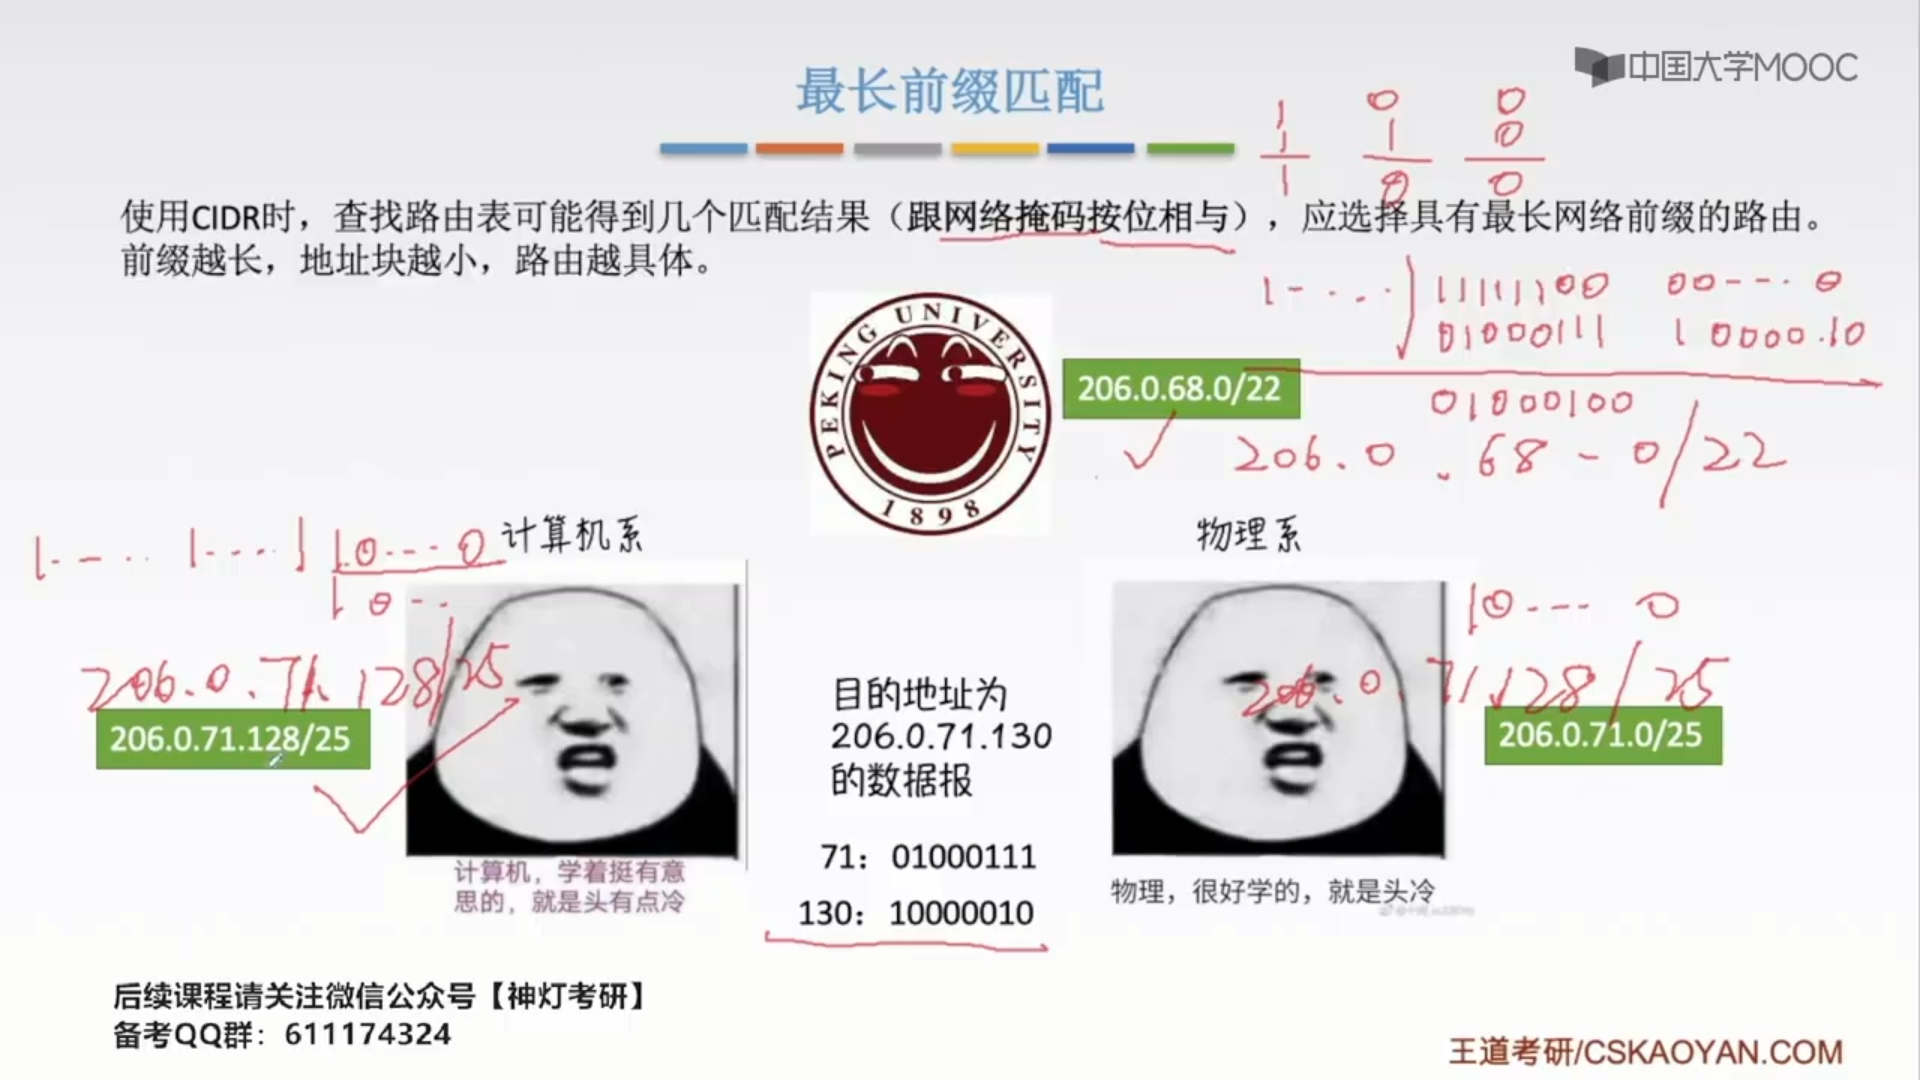 中国大学MOOC
最长前缀匹配
1 0 0
1 1 0
1 0 0
使用CIDR时，查找路由表可能得到几个匹配结果（跟网络掩码按位相与），应选择具有最长网络前缀的路由。
前缀越长，地址块越小，路由越具体。
1-... 11111100 00---.0
01000111 10000.10
PEKING UNIVERSITY
1898
206.0.68.0/22
01000100
206.0.68-0/22
1--.. 1...1 10---0
计算机系
物理系
10--
10--- 0
206.0.71.128/25
206.0.71.128/25
206.0.71.128/25
目的地址为
206.0.71.130
的数据报
206.0.71.0/25
71：01000111
130：10000010
计算机，学着挺有意
思的，就是头有点冷
物理，很好学的，就是头冷
后续课程请关注微信公众号【神灯考研】
备考QQ群：611174324
王道考研/CSKAOYAN.COM